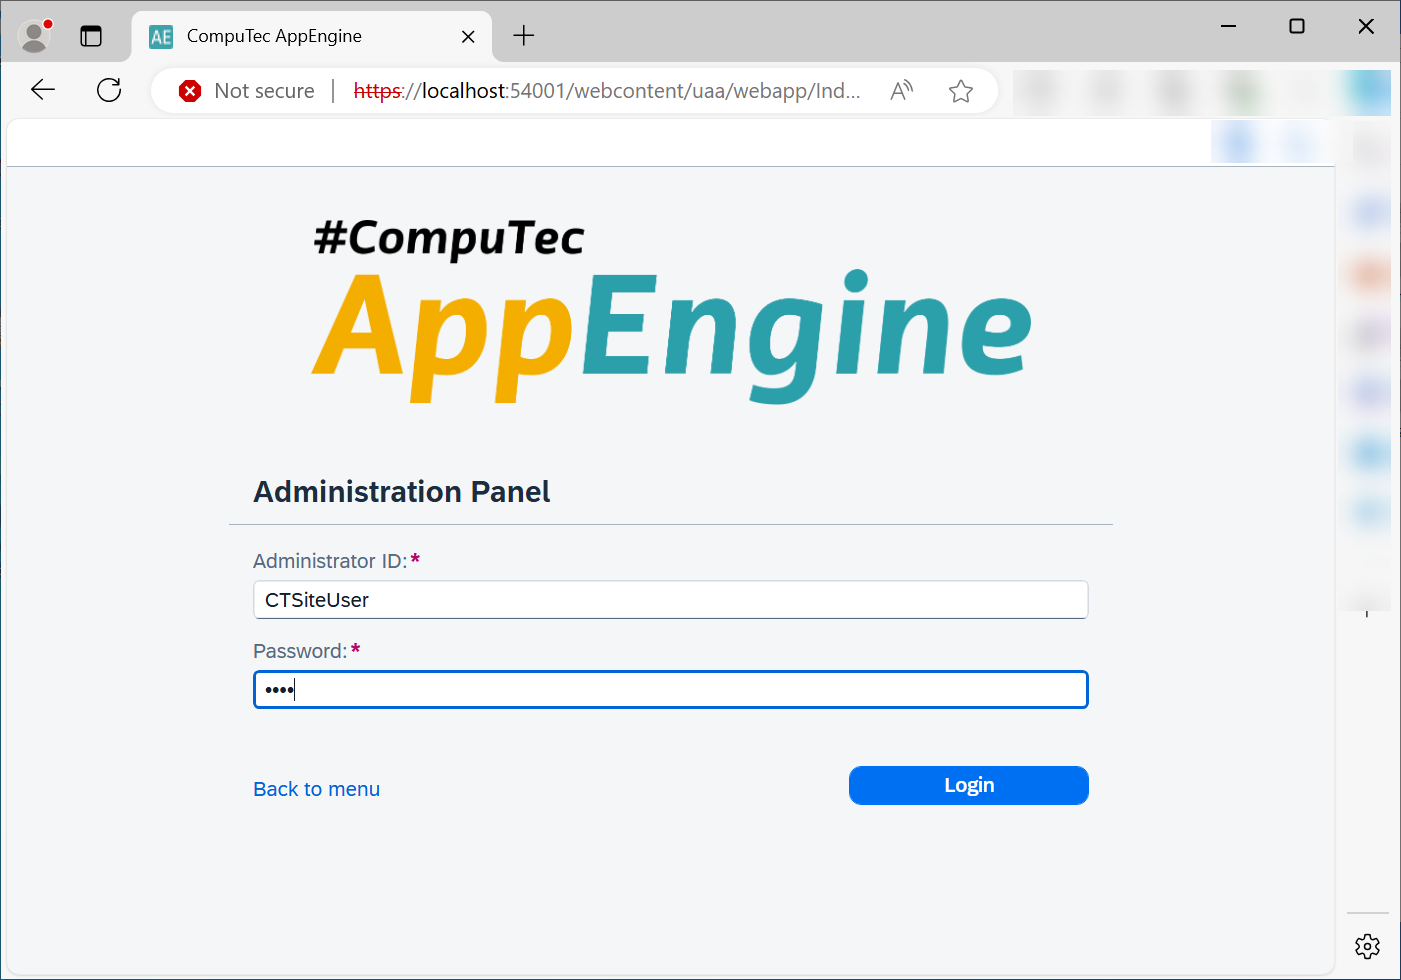 AE CompuTec AppEngine
Not secure https://localhost:54001/webcontent/uaa/webapp/Ind...
#CompuTec
AppEngine
Administration Panel
Administrator ID:*
CTSiteUser
Password:*
••••
Back to menu
Login